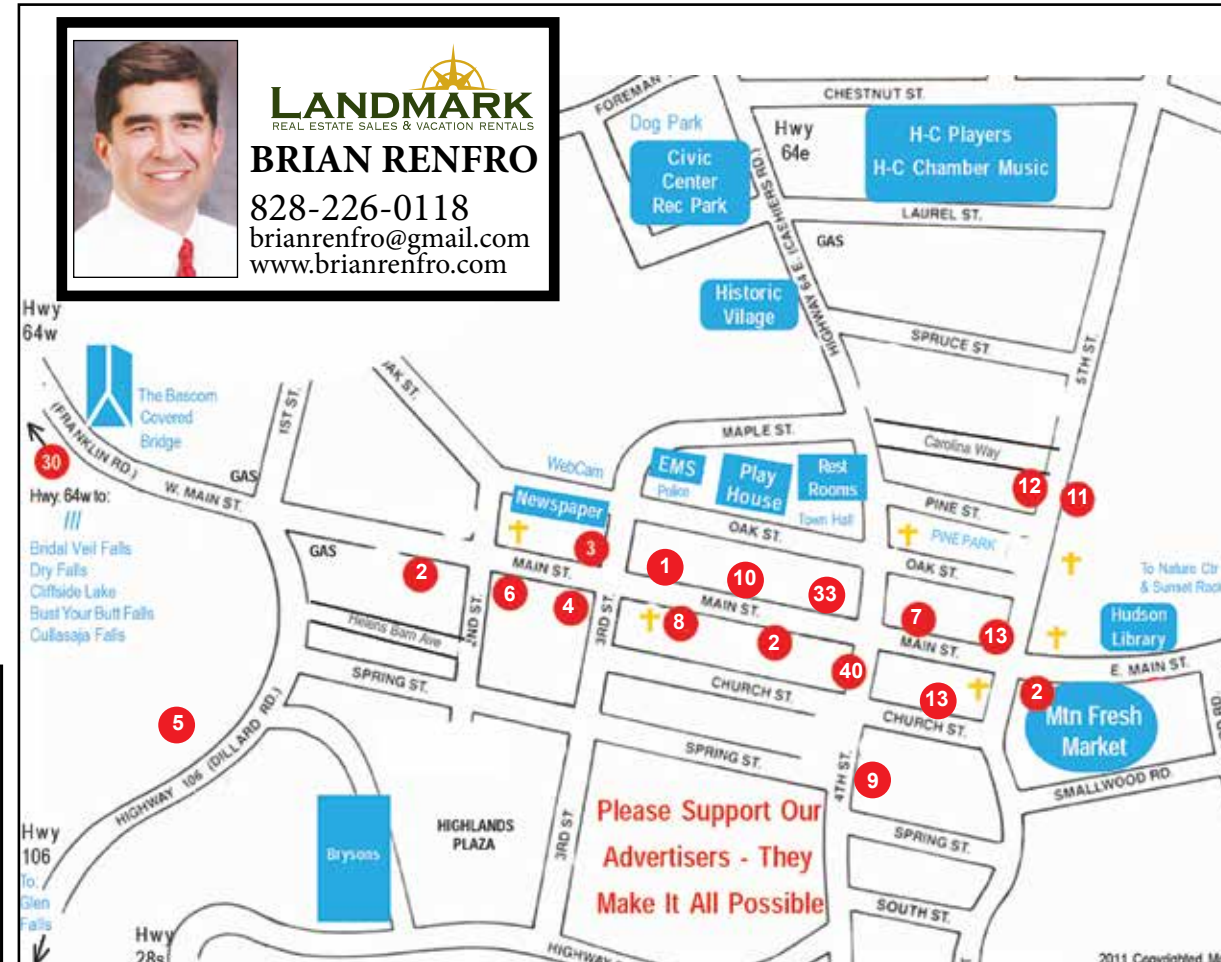 LANDMARK
REAL ESTATE SALES & VACATION RENTALS
BRIAN RENFRO
828-226-0118
brianrenfro@gmail.com
www.brianrenfro.com
FOREMAN
Dog Park
Civic
Center
Rec Park
Hwy
64e
CHESTNUT ST.
H-C Players
H-C Chamber Music
LAUREL ST.
GAS
HIGHWAY 64 E. (CASHIERS RD.)
Historic
Vilage
SPRUCE ST.
5TH ST.
Hwy
64w
The Bascom
Covered
Bridge
(FRANKLIN RD.)
30
W. MAIN ST.
GAS
1ST ST.
OAK ST.
MAPLE ST.
Carolina Way
WebCam
EMS
Police
Play
House
Rest
Rooms
Town Hall
12
11
Newspaper
PINE ST.
PINE PARK
Hwy. 64w to:
Bridal Veil Falls
Dry Falls
Cliffside Lake
Bust Your Butt Falls
Cullasaja Falls
GAS
2
3
OAK ST.
OAK ST.
To Nature Ctr
& Sunset Rock
MAIN ST.
6
4
1
10
33
MAIN ST.
7
13
MAIN ST.
Hudson
Library
E. MAIN ST.
2ND ST.
3RD ST.
Helens Barn Ave
8
2
40
SPRING ST.
CHURCH ST.
13
CHURCH ST.
2
Mtn Fresh
Market
SMALLWOOD RD.
5
HIGHWAY 106 (DILLARD RD.)
SPRING ST.
4TH ST.
9
SPRING ST.
Hwy
106
To:
Glen
Falls
Brysons
HIGHLANDS
PLAZA
3RD ST
Please Support Our
Advertisers - They
Make It All Possible
SOUTH ST.
Hwy
28s
2011 Copyrighted